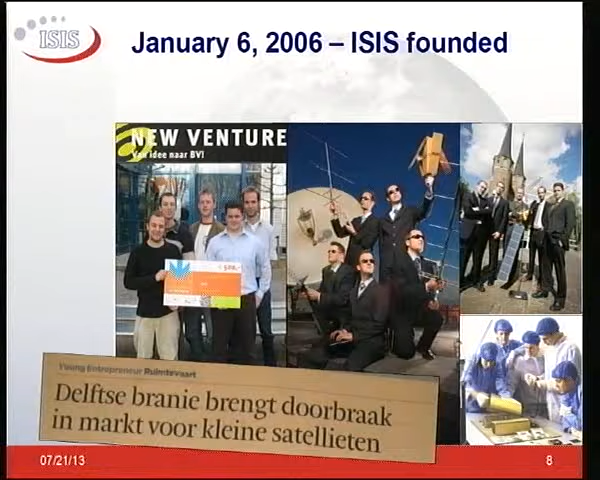 ISIS
January 6, 2006 – ISIS founded
NEW VENTURE
Van idee naar BV!
500,-
Young Entrepreneur Ruimtevaart
Delftse branie brengt doorbraak
in markt voor kleine satellieten
07/21/13
8